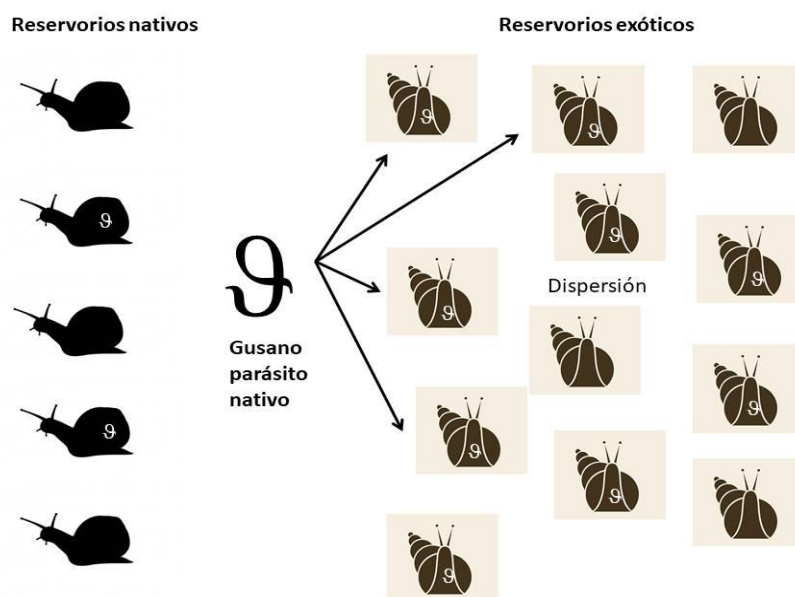 Reservorios nativos
Reservorios exóticos
Dispersión
Gusano
parásito
nativo